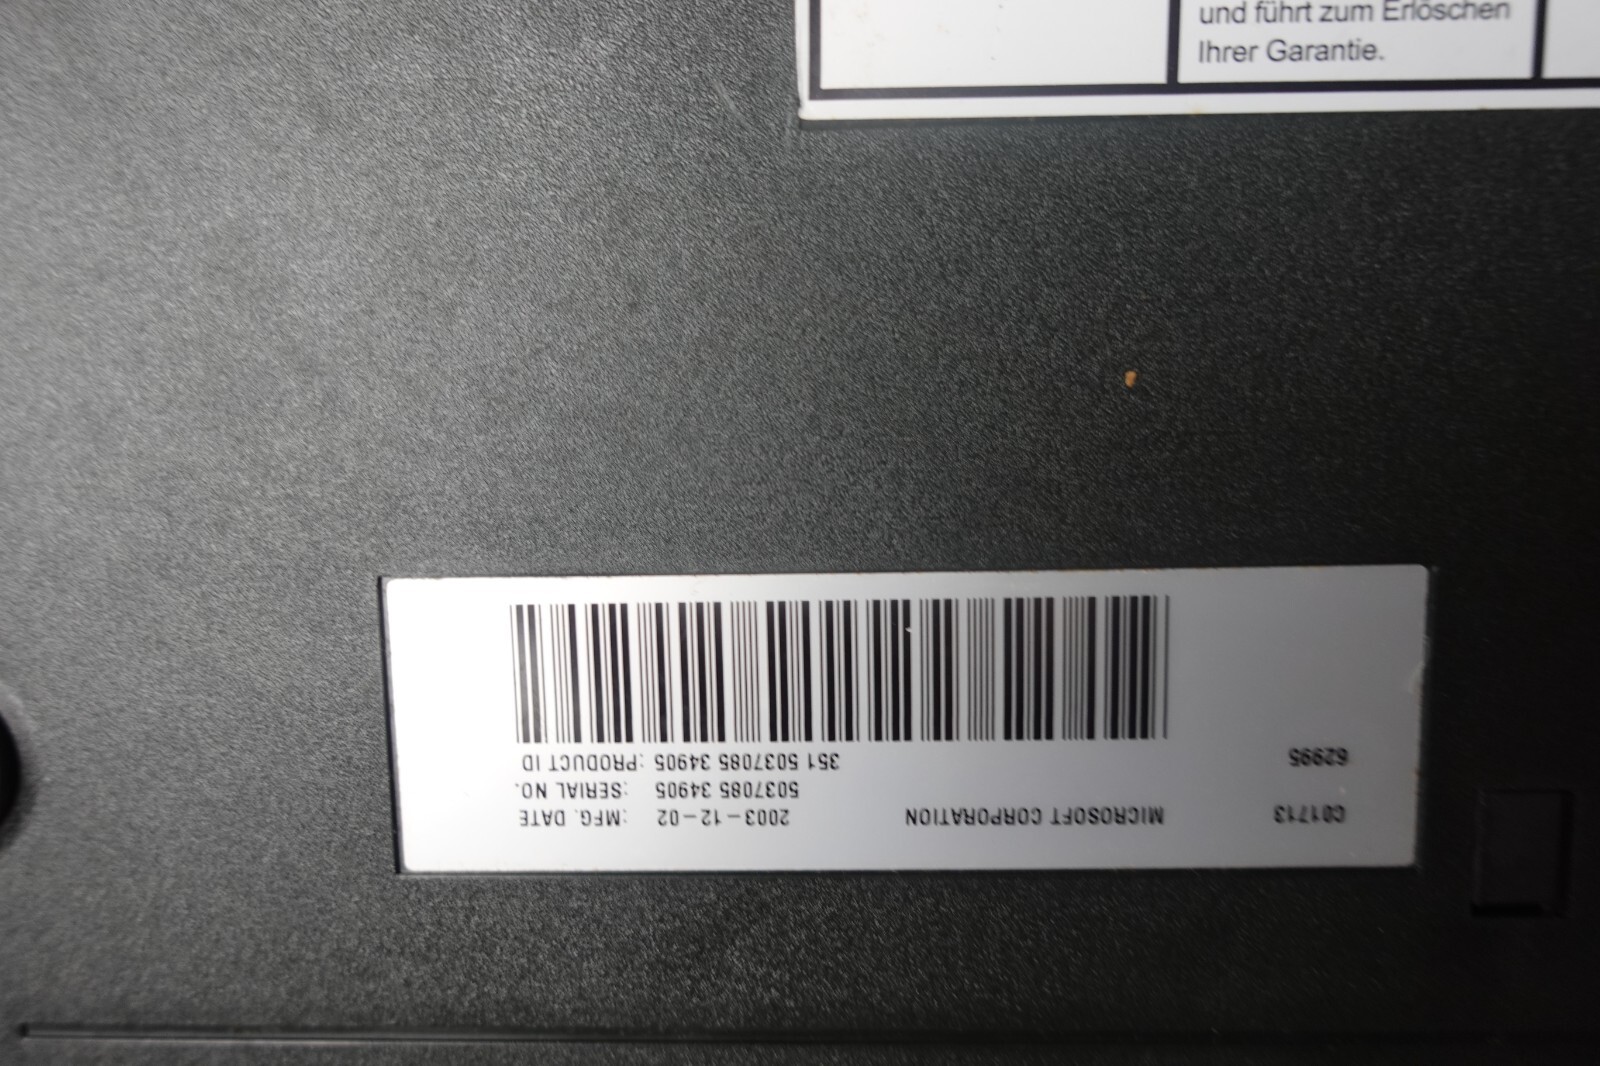 und führt zum Erlöschen
Ihrer Garantie.
C01713 MICROSOFT CORPORATION 2003-12-02 :MFG. DATE
5037085 34905 :SERIAL NO.
62995 351 5037085 34905 :PRODUCT ID